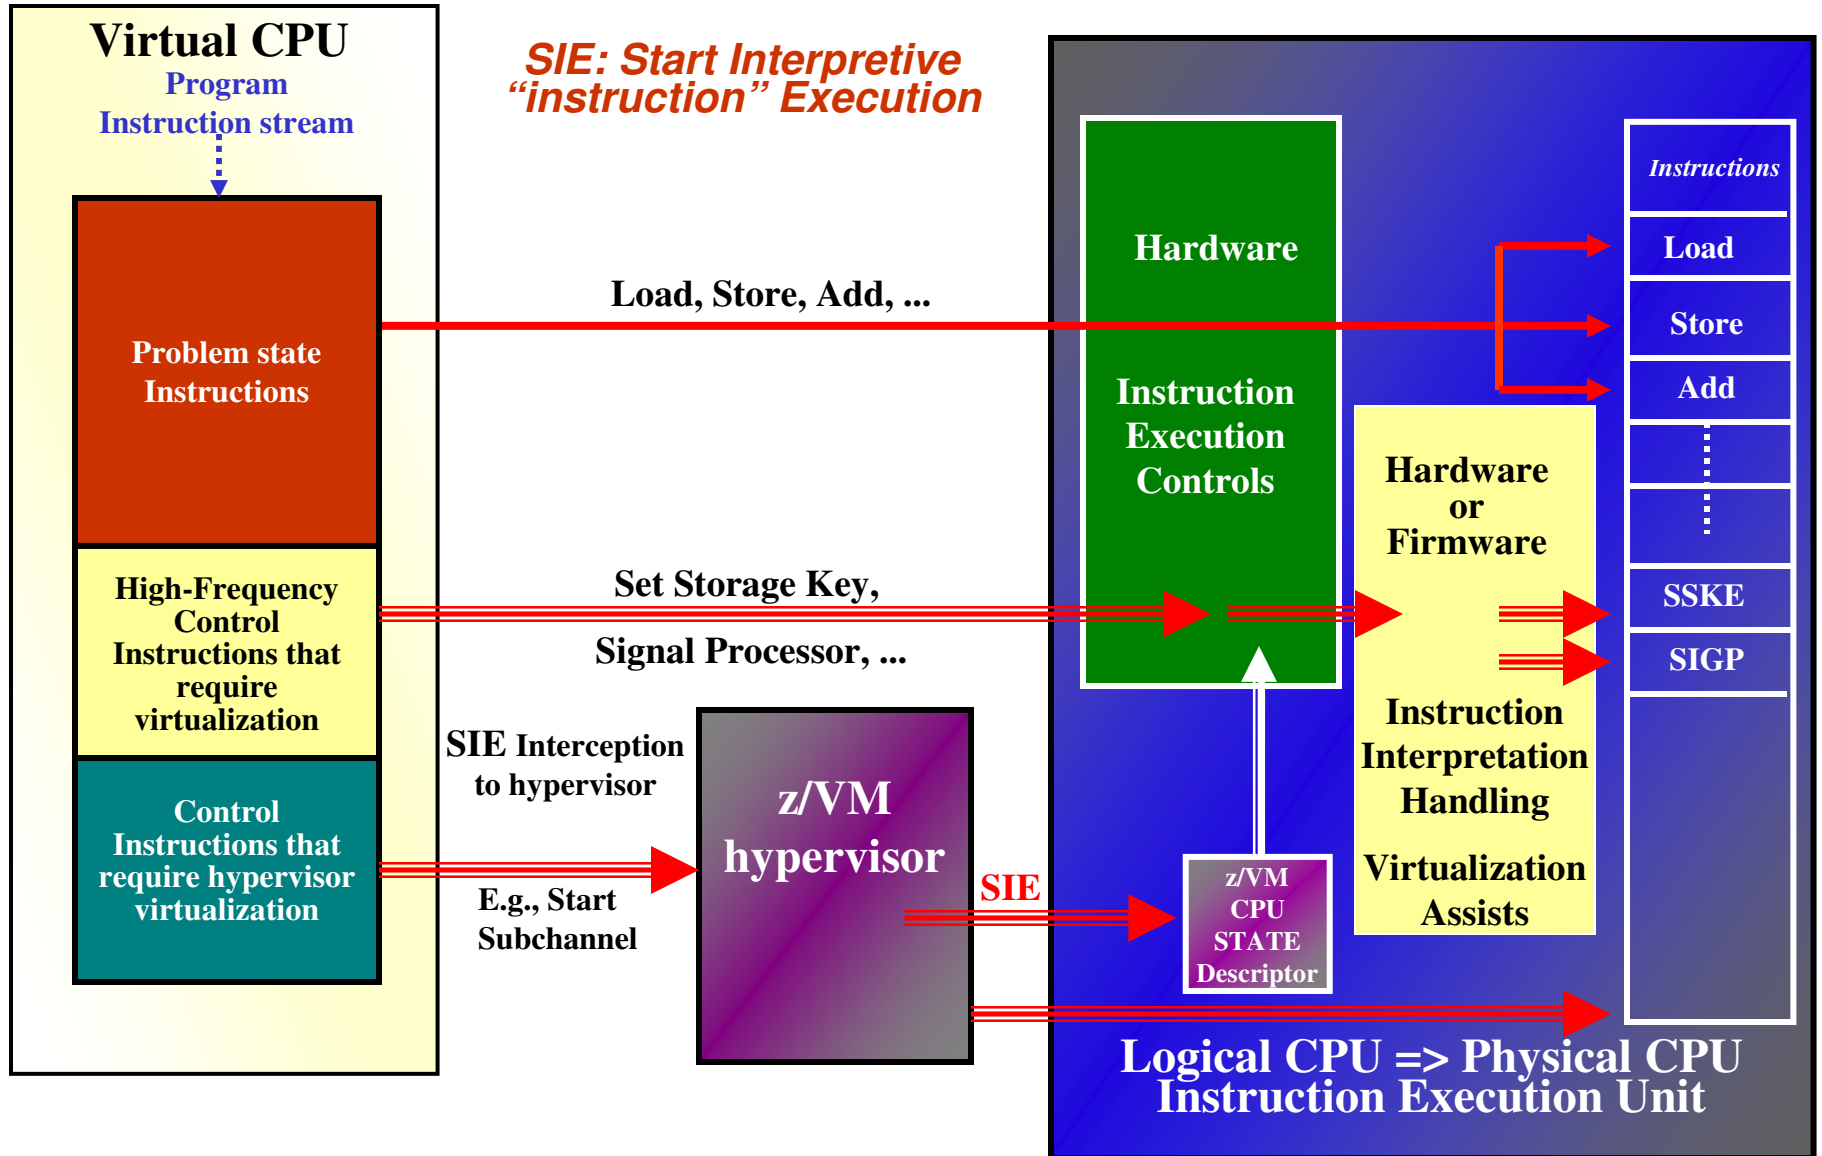 Virtual CPU
Program
Instruction stream
Problem state
Instructions
High-Frequency
Control
Instructions that
require
virtualization
Control
Instructions that
require hypervisor
virtualization
SIE: Start Interpretive
“instruction” Execution
Load, Store, Add, ...
Set Storage Key,
Signal Processor, ...
SIE Interception
to hypervisor
E.g., Start
Subchannel
z/VM
hypervisor
SIE
Hardware
Instruction
Execution
Controls
z/VM
CPU
STATE
Descriptor
Hardware
or
Firmware
Instruction
Interpretation
Handling
Virtualization
Assists
Instructions
Load
Store
Add
SSKE
SIGP
Logical CPU => Physical CPU
Instruction Execution Unit